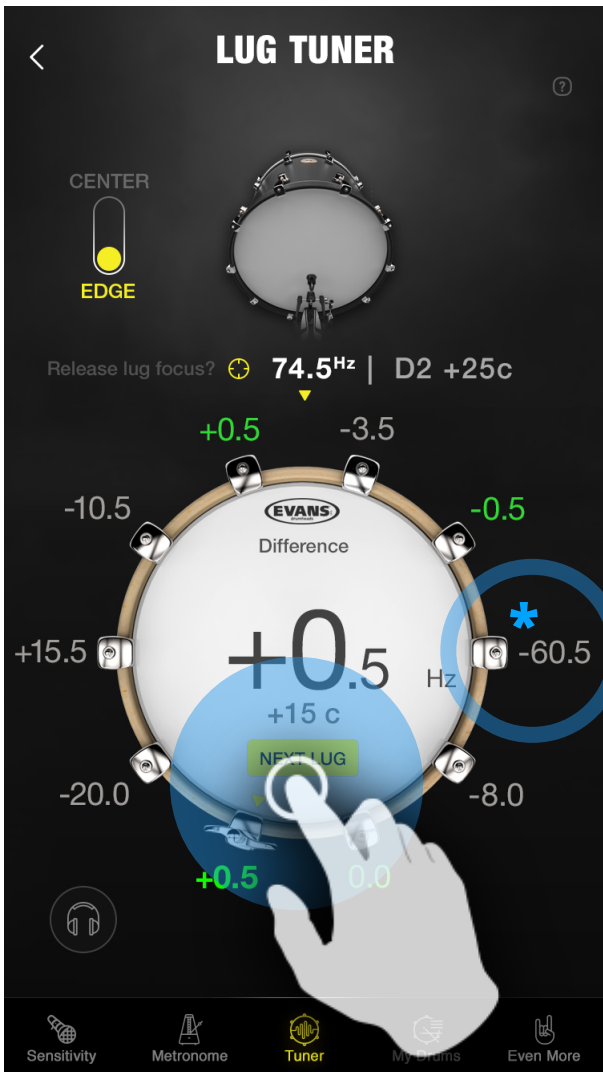 LUG TUNER
?
CENTER
EDGE
Release lug focus? 74.5Hz | D2 +25c
+0.5 -3.5
-10.5 -0.5
EVANS
drumheads
Difference
+15.5 +0.5 Hz * -60.5
+15 c
NEXT LUG
-20.0 -8.0
+0.5 0.0
Sensitivity Metronome Tuner My Drums Even More